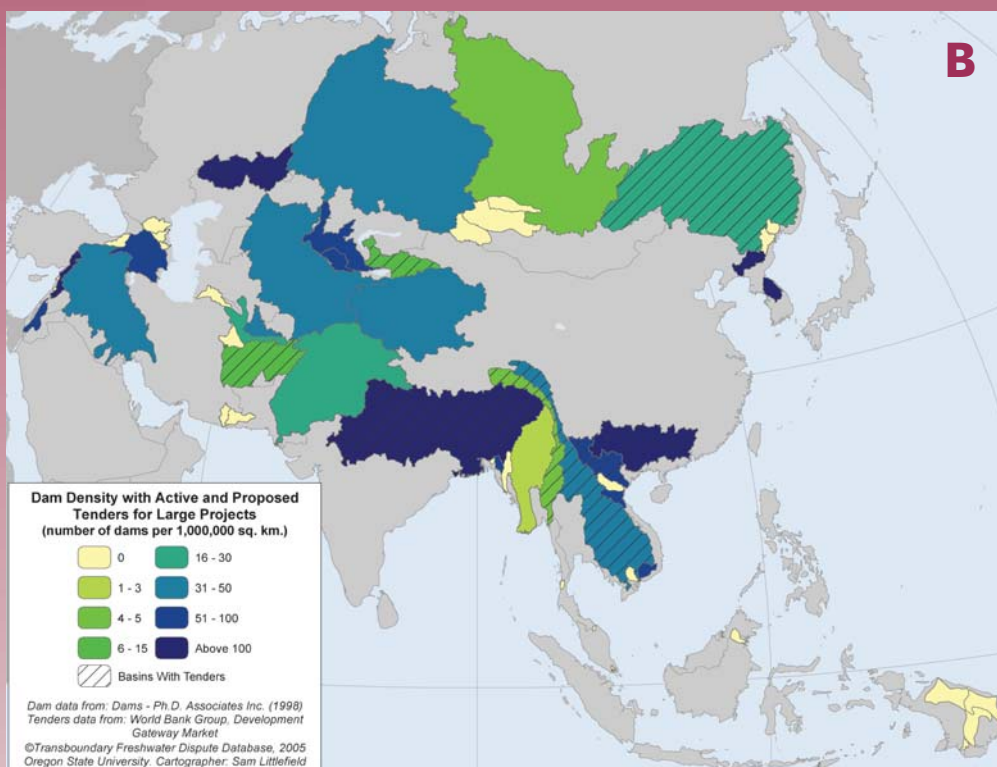 B
Dam Density with Active and Proposed
Tenders for Large Projects
(number of dams per 1,000,000 sq. km.)
0
16 - 30
1 - 3
31 - 50
4 - 5
51 - 100
6 - 15
Above 100
Basins With Tenders
Dam data from: Dams - Ph.D. Associates Inc. (1998)
Tenders data from: World Bank Group, Development
Gateway Market
©Transboundary Freshwater Dispute Database, 2005
Oregon State University. Cartographer: Sam Littlefield